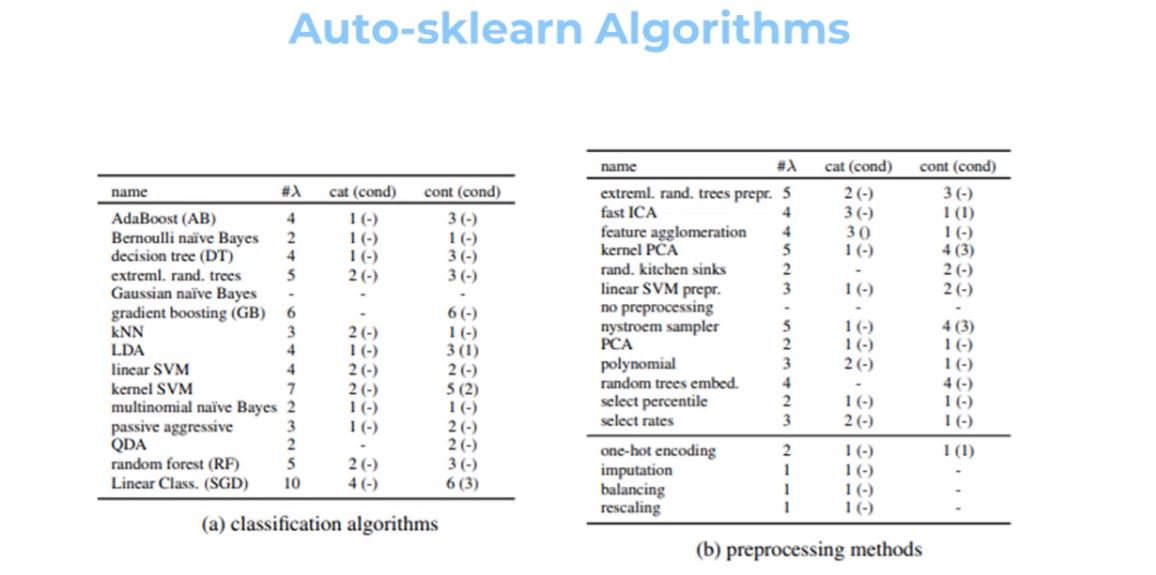 Auto-sklearn Algorithms
name #λ cat (cond) cont (cond)
AdaBoost (AB) 4 1 (-) 3 (-)
Bernoulli naïve Bayes 2 1 (-) 1 (-)
decision tree (DT) 4 1 (-) 3 (-)
extreml. rand. trees 5 2 (-) 3 (-)
Gaussian naïve Bayes - - -
gradient boosting (GB) 6 - 6 (-)
kNN 3 2 (-) 1 (-)
LDA 4 1 (-) 3 (1)
linear SVM 4 2 (-) 2 (-)
kernel SVM 7 2 (-) 5 (2)
multinomial naïve Bayes 2 1 (-) 1 (-)
passive aggressive 3 1 (-) 2 (-)
QDA 2 - 2 (-)
random forest (RF) 5 2 (-) 3 (-)
Linear Class. (SGD) 10 4 (-) 6 (3)
(a) classification algorithms
name #λ cat (cond) cont (cond)
extreml. rand. trees prepr. 5 2 (-) 3 (-)
fast ICA 4 3 (-) 1 (1)
feature agglomeration 4 3 () 1 (-)
kernel PCA 5 1 (-) 4 (3)
rand. kitchen sinks 2 - 2 (-)
linear SVM prepr. 3 1 (-) 2 (-)
no preprocessing - - -
nystroem sampler 5 1 (-) 4 (3)
PCA 2 1 (-) 1 (-)
polynomial 3 2 (-) 1 (-)
random trees embed. 4 - 4 (-)
select percentile 2 1 (-) 1 (-)
select rates 3 2 (-) 1 (-)
one-hot encoding 2 1 (-) 1 (1)
imputation 1 1 (-) -
balancing 1 1 (-) -
rescaling 1 1 (-) -
(b) preprocessing methods